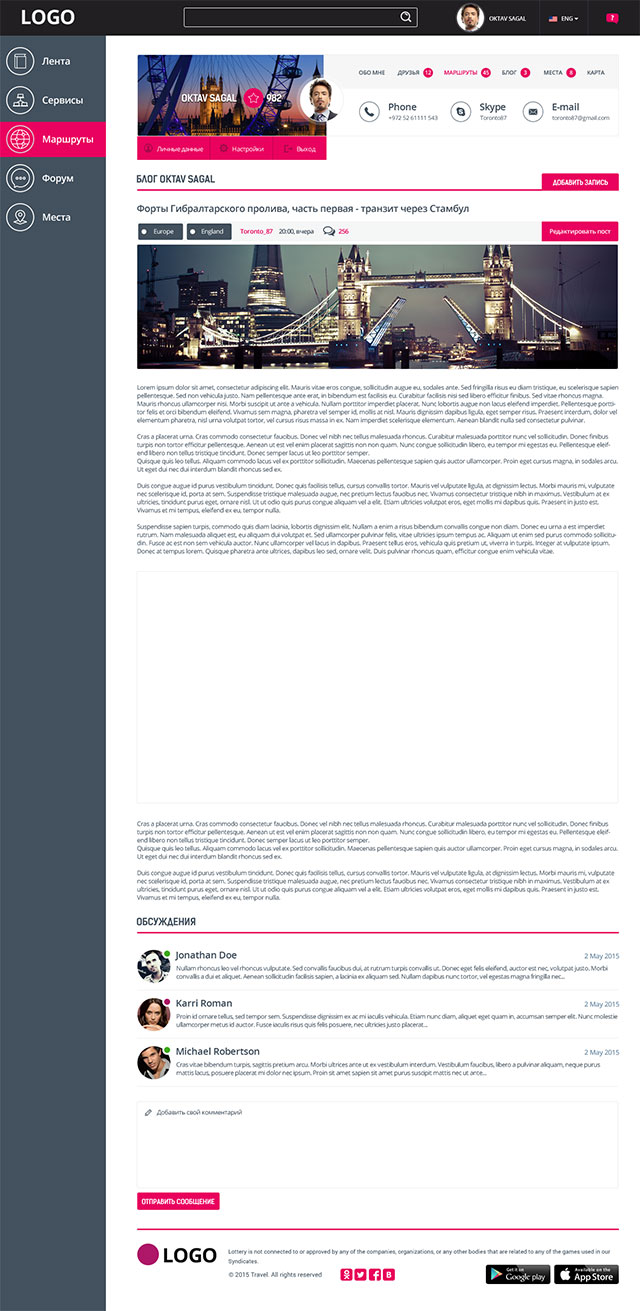 LOGO
OKTAV SAGAL
ENG
?
Лента
Сервисы
Маршруты
Форум
Места
OKTAV SAGAL 982
Личные данные Настройки Выход
ОБО МНЕ ДРУЗЬЯ 12 МАРШРУТЫ 45 БЛОГ 3 МЕСТА 8 КАРТА
Phone
+972 52 61111 543
Skype
Toronto87
E-mail
toronto87@gmail.com
БЛОГ OKTAV SAGAL
ДОБАВИТЬ ЗАПИСЬ
Форты Гибралтарского пролива, часть первая - транзит через Стамбул
Europe England Toronto_87 20:00, вчера 256
Редактировать пост
Lorem ipsum dolor sit amet, consectetur adipiscing elit. Mauris vitae eros congue, sollicitudin augue eu, sodales ante. Sed fringilla risus eu diam tristique, eu scelerisque sapien
pellentesque. Sed non vehicula justo. Nam pellentesque ante erat, in bibendum est facilisis eu. Curabitur facilisis nisi sed libero efficitur finibus. Sed vitae rhoncus magna.
Mauris rhoncus ullamcorper nisi. Morbi suscipit ut ante a vehicula. Nullam porttitor imperdiet placerat. Nunc lobortis augue non lacus eleifend imperdiet. Pellentesque portti-
tor felis et orci bibendum eleifend. Vivamus sem magna, pharetra vel semper id, mollis at nisl. Mauris dignissim dapibus ligula, eget semper risus. Praesent interdum, dolor vel
elementum pharetra, nisl urna volutpat tortor, vel cursus risus massa in ex. Nam imperdiet scelerisque elementum. Aenean blandit nulla sed consectetur pulvinar.
Cras a placerat urna. Cras commodo consectetur faucibus. Donec vel nibh nec tellus malesuada rhoncus. Curabitur malesuada porttitor nunc vel sollicitudin. Donec finibus
turpis non tortor efficitur pellentesque. Aenean ut est vel enim placerat sagittis non non quam. Nunc congue sollicitudin libero, eu tempor mi egestas eu. Pellentesque eleif-
end libero non tellus tristique tincidunt. Donec semper lacus ut leo porttitor semper.
Quisque quis leo tellus. Aliquam commodo lacus vel ex porttitor sollicitudin. Maecenas pellentesque sapien quis auctor ullamcorper. Proin eget cursus magna, in sodales arcu.
Ut eget dui nec dui interdum blandit rhoncus sed ex.
Duis congue augue id purus vestibulum tincidunt. Donec quis facilisis tellus, cursus convallis tortor. Mauris vel vulputate ligula, at dignissim lectus. Morbi mauris mi, vulputate
nec scelerisque id, porta at sem. Suspendisse tristique malesuada augue, nec pretium lectus faucibus ac. Vivamus consectetur tristique nibh in maximus. Vestibulum at ex
ultricies, tincidunt purus eget, ornare nisl. Ut ut odio quis purus congue aliquam vel a elit. Etiam ultricies volutpat eros, eget mollis mi dapibus quis. Praesent in justo est.
Vivamus et mi tempus, eleifend ex eu, tempor nulla.
Suspendisse sapien turpis, commodo quis diam lacinia, lobortis dignissim elit. Nullam a enim a risus bibendum convallis congue non diam. Donec eu urna a est imperdiet
rutrum. Nam malesuada aliquet est, eu aliquam dui volutpat et. Sed ullamcorper pulvinar felis, vitae ultricies ipsum tempus ac. Aliquam ut enim sed purus commodo sollicitu-
din. Fusce ac est non sem vehicula auctor. Nunc ullamcorper vel lacus in dapibus. Praesent tellus eros, vehicula quis pretium ut, viverra in turpis. Integer at vulputate ipsum.
Donec at tempus lorem. Quisque pharetra ante ultrices, dapibus leo sed, ornare velit. Duis pulvinar rhoncus quam, efficitur congue enim vehicula vitae.
Cras a placerat urna. Cras commodo consectetur faucibus. Donec vel nibh nec tellus malesuada rhoncus. Curabitur malesuada porttitor nunc vel sollicitudin. Donec finibus
turpis non tortor efficitur pellentesque. Aenean ut est vel enim placerat sagittis non non quam. Nunc congue sollicitudin libero, eu tempor mi egestas eu. Pellentesque eleif-
end libero non tellus tristique tincidunt. Donec semper lacus ut leo porttitor semper.
Quisque quis leo tellus. Aliquam commodo lacus vel ex porttitor sollicitudin. Maecenas pellentesque sapien quis auctor ullamcorper. Proin eget cursus magna, in sodales arcu.
Ut eget dui nec dui interdum blandit rhoncus sed ex.
Duis congue augue id purus vestibulum tincidunt. Donec quis facilisis tellus, cursus convallis tortor. Mauris vel vulputate ligula, at dignissim lectus. Morbi mauris mi, vulputate
nec scelerisque id, porta at sem. Suspendisse tristique malesuada augue, nec pretium lectus faucibus ac. Vivamus consectetur tristique nibh in maximus. Vestibulum at ex
ultricies, tincidunt purus eget, ornare nisl. Ut ut odio quis purus congue aliquam vel a elit. Etiam ultricies volutpat eros, eget mollis mi dapibus quis. Praesent in justo est.
Vivamus et mi tempus, eleifend ex eu, tempor nulla.
ОБСУЖДЕНИЯ
Jonathan Doe 2 May 2015
Nullam rhoncus leo vel rhoncus vulputate. Sed convallis faucibus dui, at rutrum turpis convallis ut. Donec eget felis eleifend, auctor est nec, volutpat justo. Morbi
convallis a dui et aliquet. Aenean sollicitudin facilisis sapien, a lacinia ex aliquam sed. Nullam dapibus nunc tortor, vel egestas magna fringilla nec...
Karri Roman 2 May 2015
Proin id ornare tellus, sed tempor sem. Suspendisse dignissim ex ac mi iaculis vehicula. Etiam nunc diam, aliquet eget quam in, accumsan semper elit. Nunc molestie
ullamcorper metus id auctor. Fusce iaculis risus quis felis posuere, nec ultricies justo placerat...
Michael Robertson 2 May 2015
Cras vitae bibendum turpis, sagittis pretium arcu. Morbi ultrices ante ut ex vestibulum interdum. Vestibulum faucibus, libero a pulvinar aliquam, neque purus
mattis lacus, posuere placerat mi dolor nec ipsum. Proin sit amet sapien sit amet purus suscipit mattis nec ut ante...
Добавить свой комментарий
ОТПРАВИТЬ СООБЩЕНИЕ
LOGO
Lottery is not connected to or approved by any of the companies, organizations, or any other bodies that are related to any of the games used in our
Syndicates.
© 2015 Travel. All rights reserved
Get it on
Google play
Available on the
App Store